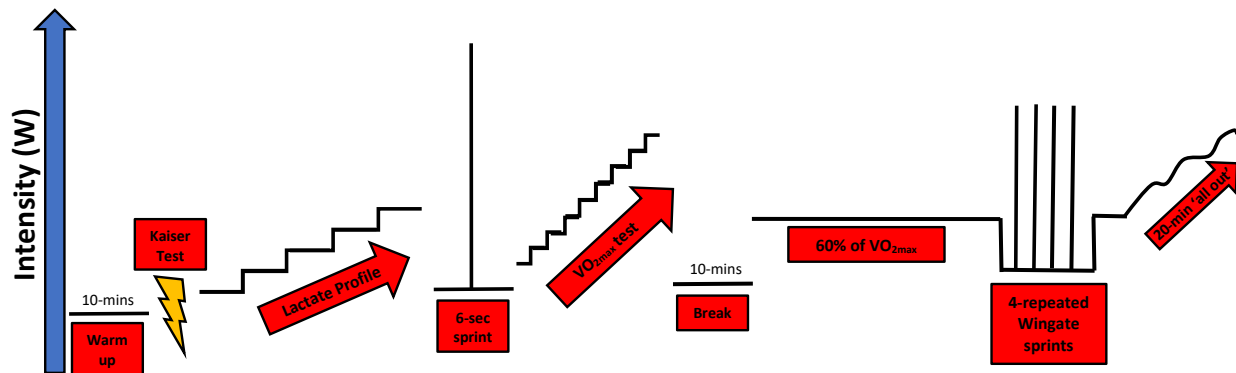 Intensity (W)
10-mins
Warm
up
Kaiser
Test
Lactate Profile
6-sec
sprint
VO2max test
10-mins
Break
60% of VO2max
4-repeated
Wingate
sprints
20-min ‘all out’